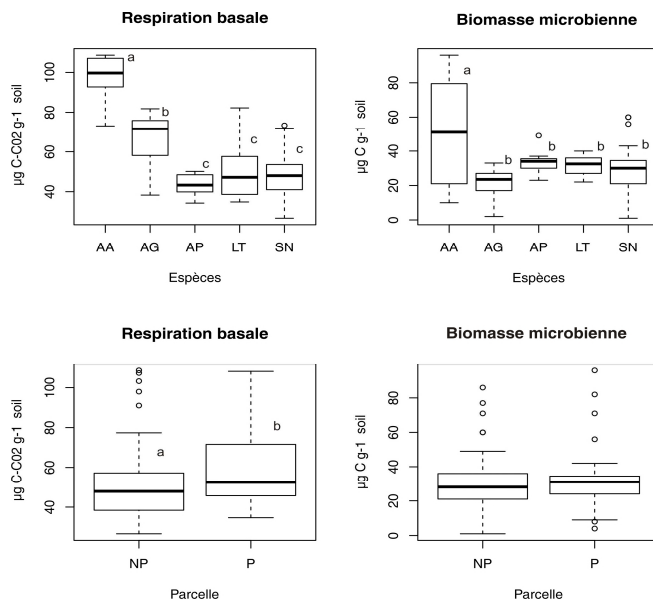 Respiration basale
Biomasse microbienne
µg C-C02 g-1 soil
100
80
60
40
a
b
c
c
c
AA AG AP LT SN
Espèces
µg C g-1 soil
80
60
40
20
0
a
b
b
b
b
AA AG AP LT SN
Espèces
Respiration basale
Biomasse microbienne
µg C-C02 g-1 soil
100
80
60
40
a
b
NP P
Parcelle
µg C g-1 soil
80
60
40
20
0
NP P
Parcelle